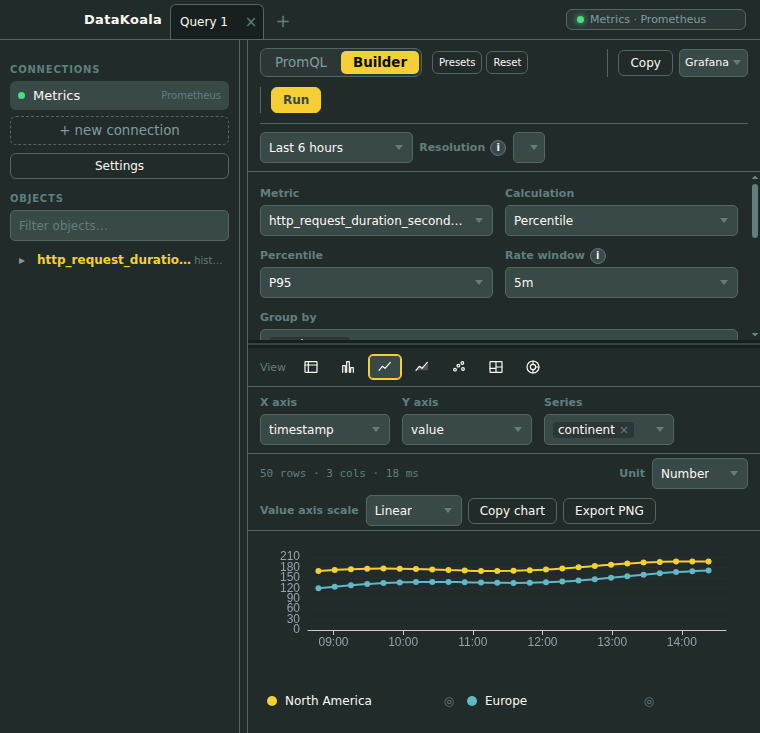 DataKoala
Query 1 × +
Metrics · Prometheus
CONNECTIONS
Metrics Prometheus
+ new connection
Settings
OBJECTS
Filter objects…
▸ http_request_duratio… hist…
PromQL Builder Presets Reset Copy Grafana
Run
Last 6 hours Resolution i
Metric Calculation
http_request_duration_second… Percentile
Percentile Rate window i
P95 5m
Group by
View
X axis Y axis Series
timestamp value continent ×
50 rows · 3 cols · 18 ms Unit Number
Value axis scale Linear Copy chart Export PNG
210
180
150
120
90
60
30
0
09:00 10:00 11:00 12:00 13:00 14:00
North America Europe